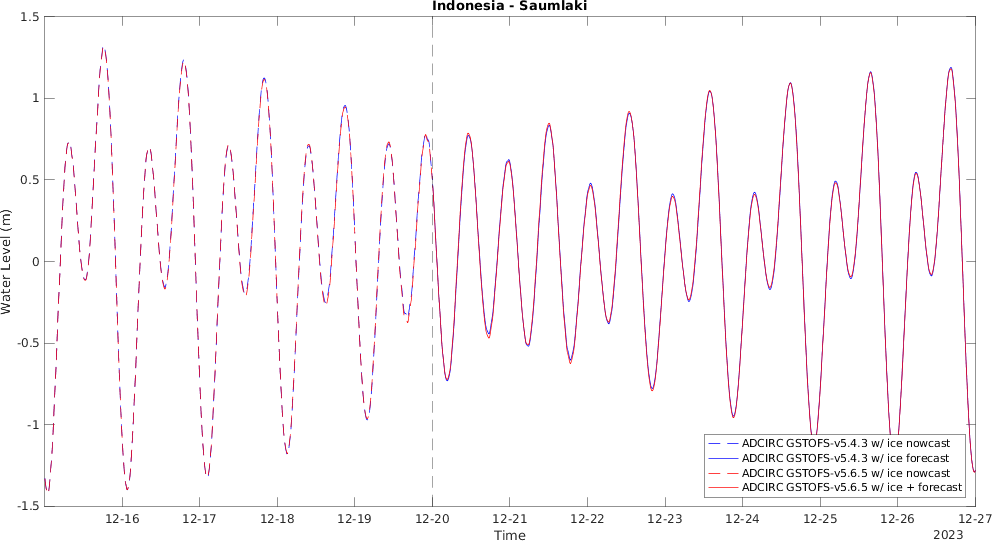 Indonesia - Saumlaki
1.5
1
0.5
0
-0.5
-1
-1.5
Water Level (m)
12-16 12-17 12-18 12-19 12-20 12-21 12-22 12-23 12-24 12-25 12-26 12-27
Time
2023
ADCIRC GSTOFS-v5.4.3 w/ ice nowcast
ADCIRC GSTOFS-v5.4.3 w/ ice forecast
ADCIRC GSTOFS-v5.6.5 w/ ice nowcast
ADCIRC GSTOFS-v5.6.5 w/ ice + forecast